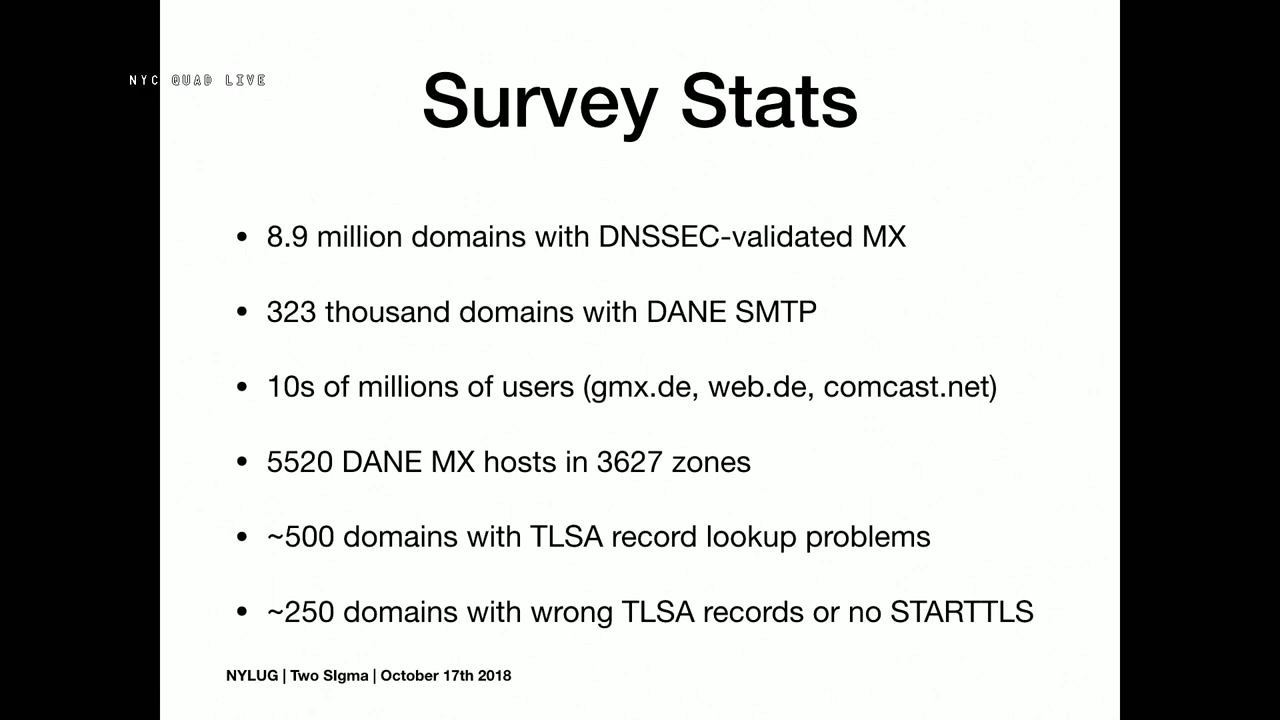 NYC QUAD LIVE
Survey Stats
• 8.9 million domains with DNSSEC-validated MX
• 323 thousand domains with DANE SMTP
• 10s of millions of users (gmx.de, web.de, comcast.net)
• 5520 DANE MX hosts in 3627 zones
• ~500 domains with TLSA record lookup problems
• ~250 domains with wrong TLSA records or no STARTTLS
NYLUG | Two SIgma | October 17th 2018